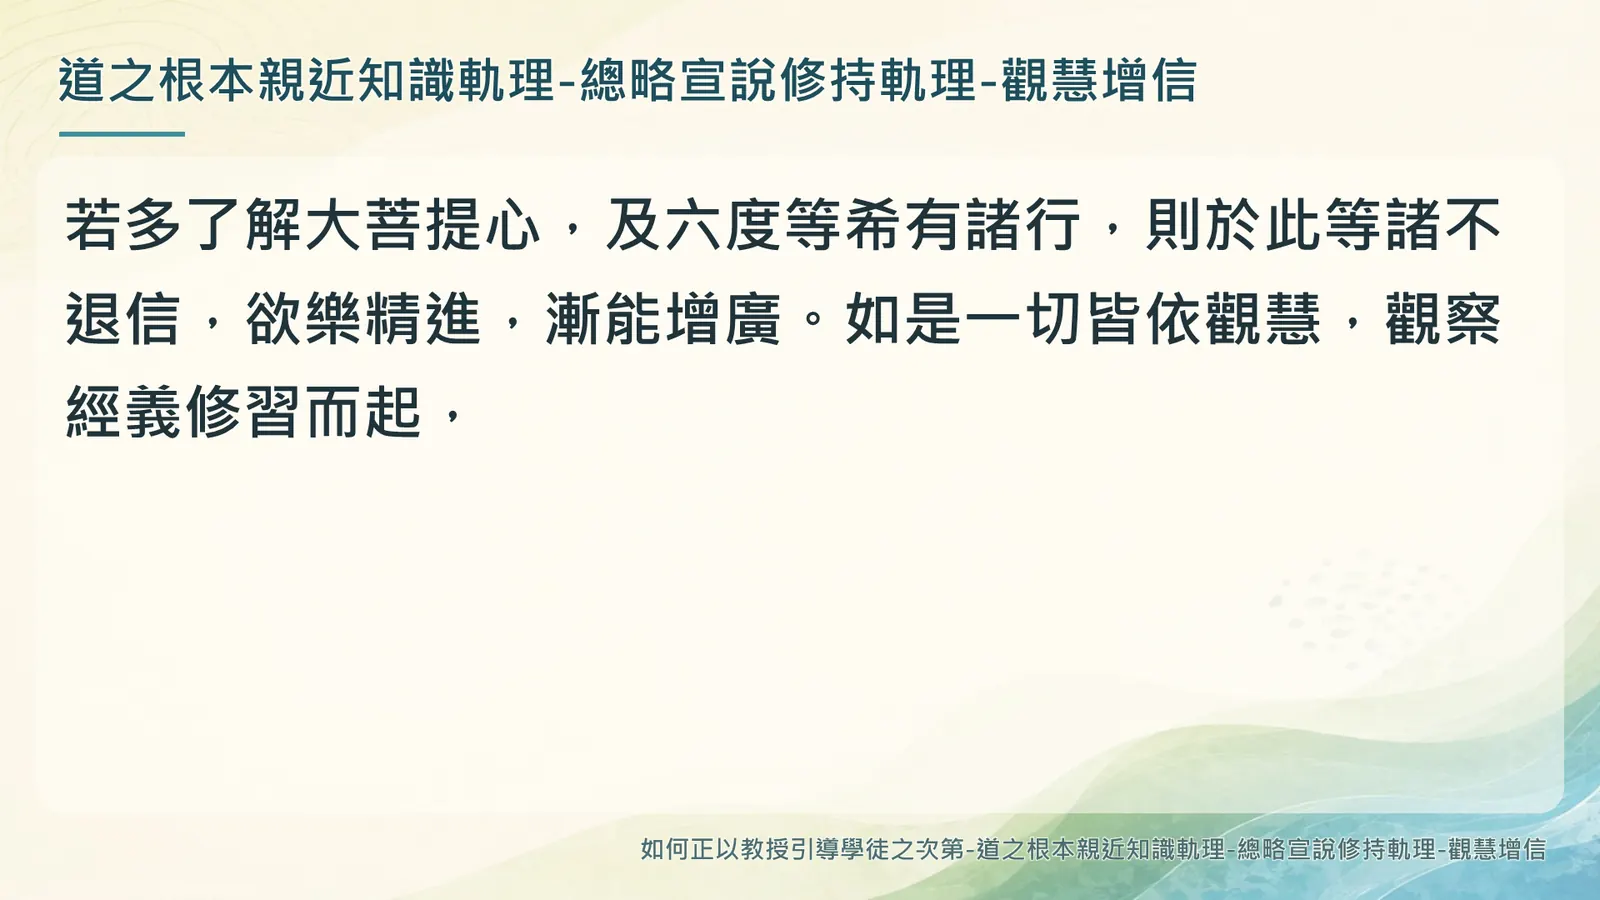 道之根本親近知識軌理-總略宣說修持軌理-觀慧增信
若多了解大菩提心，及六度等希有諸行，則於此等諸不
退信，欲樂精進，漸能增廣。如是一切皆依觀慧，觀察
經義修習而起，
如何正以教授引導學徒之次第-道之根本親近知識軌理-總略宣說修持軌理-觀慧增信